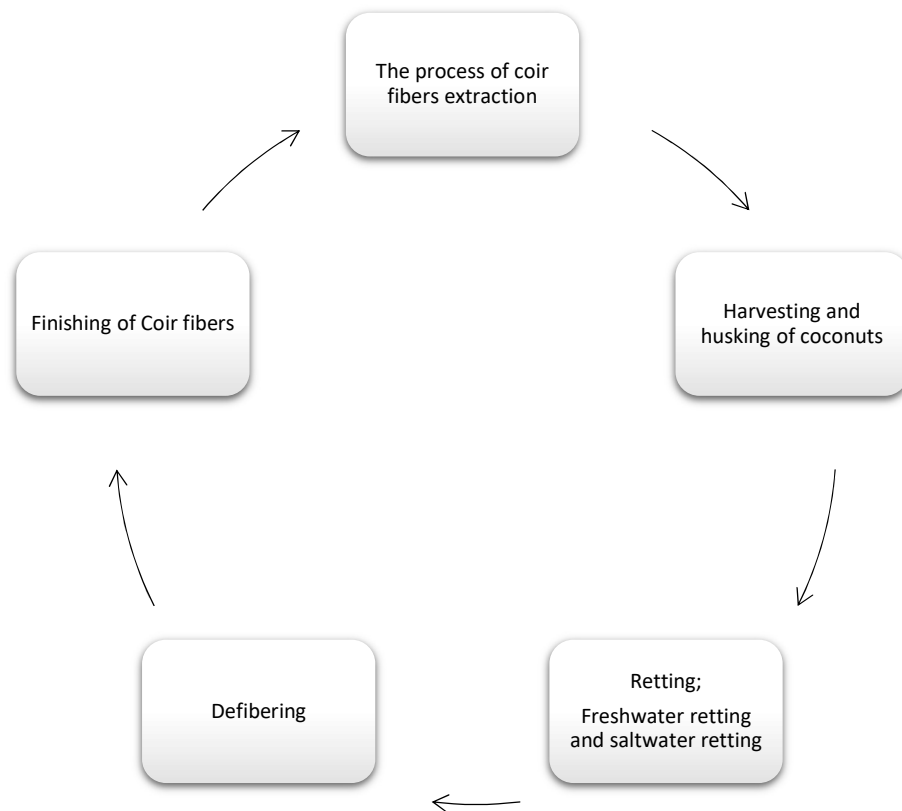 The process of coir
fibers extraction
Harvesting and
husking of coconuts
Retting;
Freshwater retting
and saltwater retting
Defibering
Finishing of Coir fibers